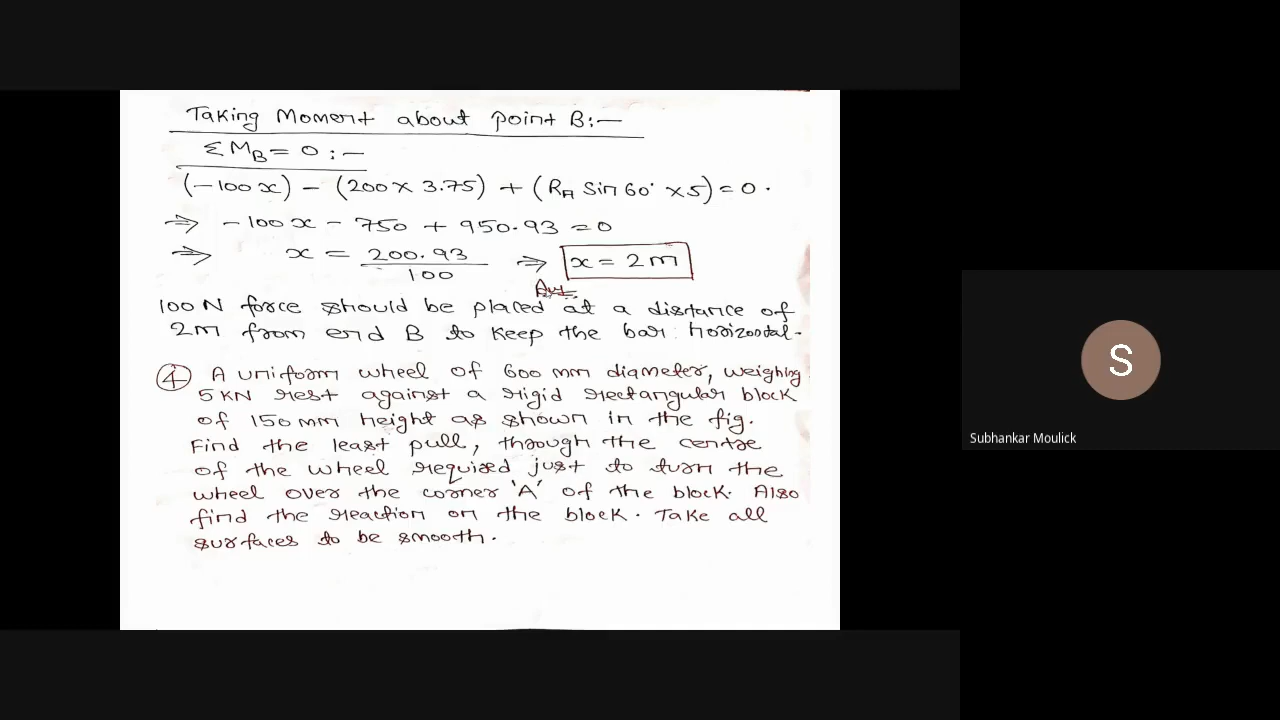 Taking Moment about point B:-
ΣM_B = 0 :-
(-100x) - (200 × 3.75) + (R_A Sin 60° × 5) = 0.
⇒ -100x - 750 + 950.93 = 0
⇒ x = 200.93/100 ⇒ x = 2m
Ans.
100 N force should be placed at a distance of
2m from end B to keep the bar horizontal-
④ A uniform wheel of 600 mm diameter, weighing
5 KN rest against a rigid rectangular block
of 150 mm height as shown in the fig.
Find the least pull, through the centre
of the wheel required just to turn the
wheel over the corner 'A' of the block. Also
find the reaction on the block. Take all
surfaces to be smooth.
S
Subhankar Moulick